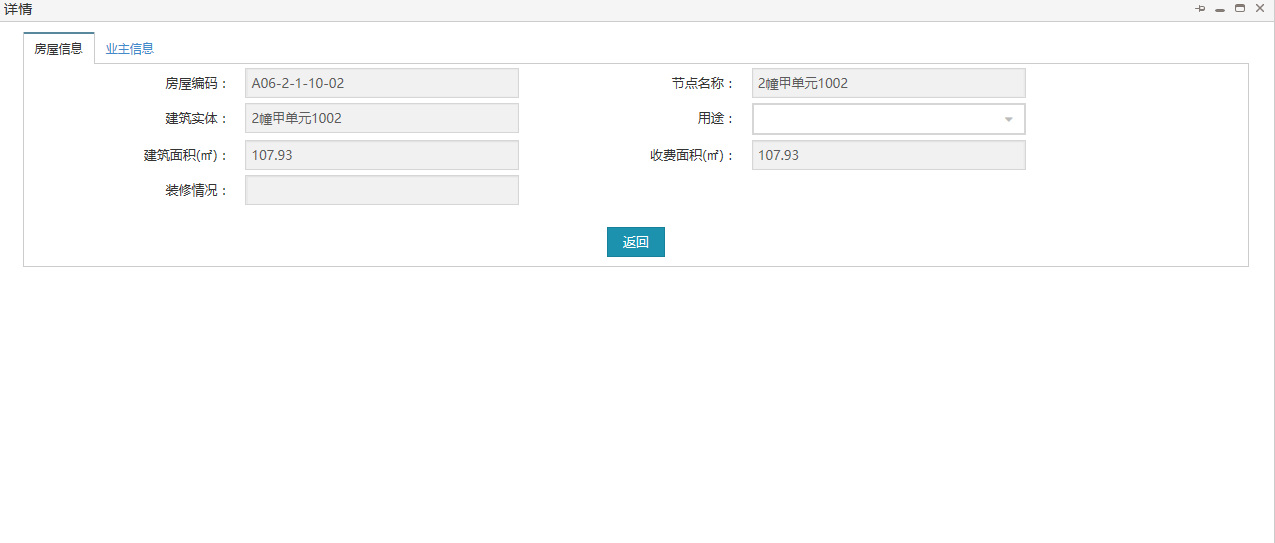 详情
房屋信息 业主信息
房屋编码： A06-2-1-10-02 节点名称： 2幢甲单元1002
建筑实体： 2幢甲单元1002 用途：
建筑面积(㎡)： 107.93 收费面积(㎡)： 107.93
装修情况：
返回